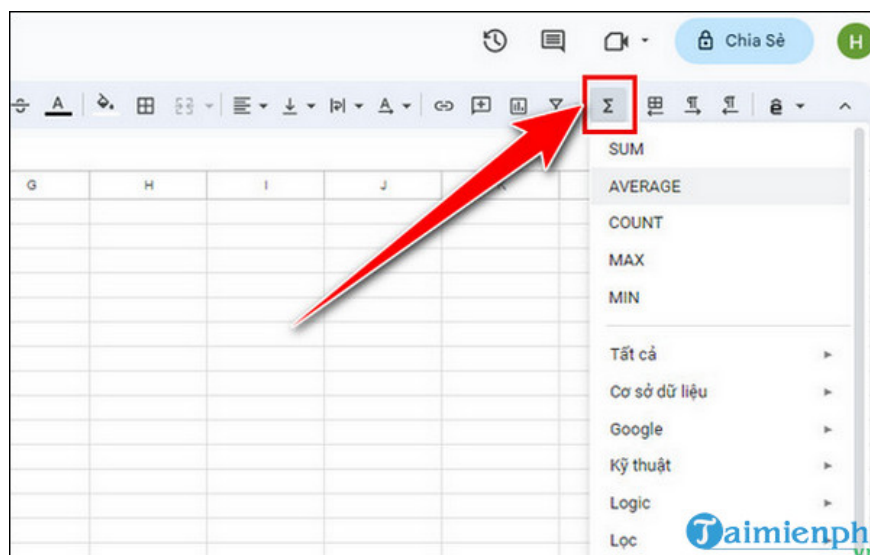 Chia Sẻ
H
A
A
Σ
ê
G H I J K
SUM
AVERAGE
COUNT
MAX
MIN
Tất cả
Cơ sở dữ liệu
Google
Kỹ thuật
Logic
Lọc
Taimienph